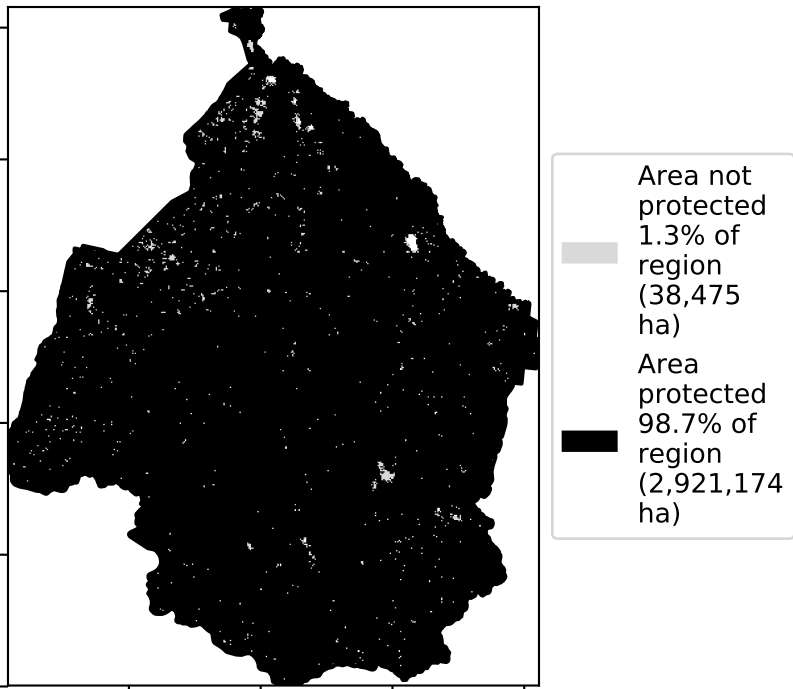 Area not
protected
1.3% of
region
(38,475
ha)
Area
protected
98.7% of
region
(2,921,174
ha)